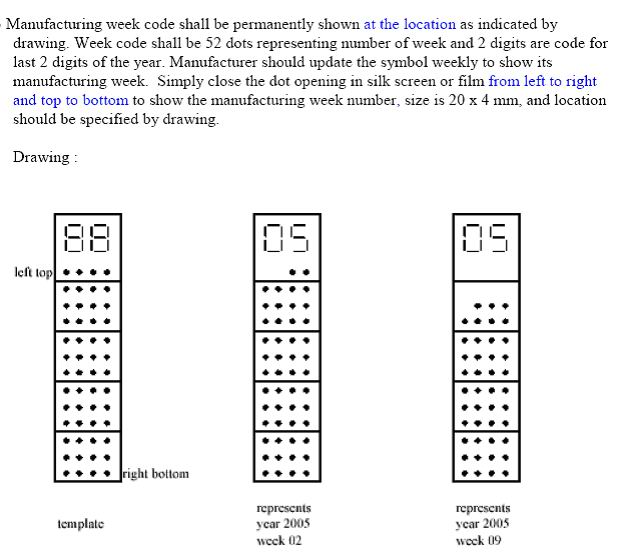 Manufacturing week code shall be permanently shown at the location as indicated by
drawing. Week code shall be 52 dots representing number of week and 2 digits are code for
last 2 digits of the year. Manufacturer should update the symbol weekly to show its
manufacturing week. Simply close the dot opening in silk screen or film from left to right
and top to bottom to show the manufacturing week number, size is 20 x 4 mm, and location
should be specified by drawing.
Drawing :
88 05 05
left top
right bottom
template
represents
year 2005
week 02
represents
year 2005
week 09